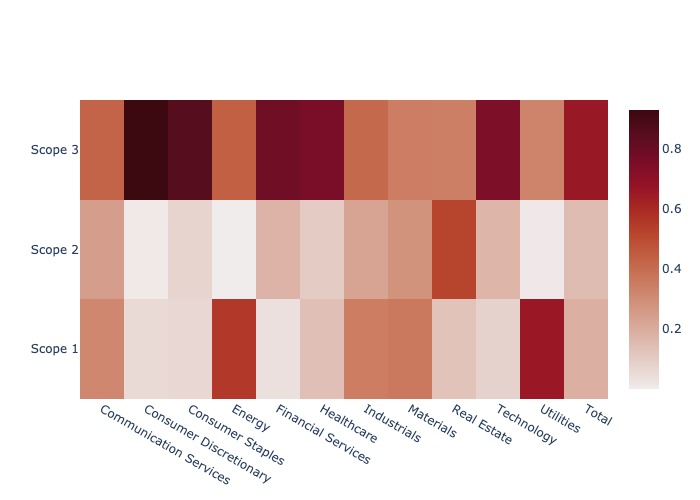 Scope 3
Scope 2
Scope 1
Communication Services
Consumer Discretionary
Consumer Staples
Energy
Financial Services
Healthcare
Industrials
Materials
Real Estate
Technology
Utilities
Total
0.8
0.6
0.4
0.2